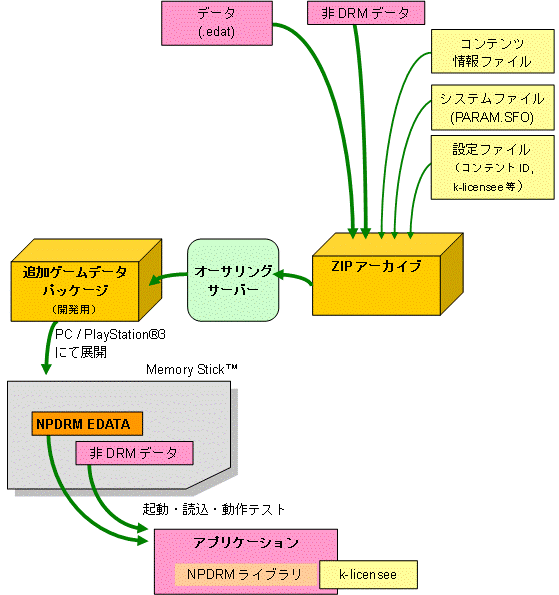 データ
(.edat)
非 DRM データ
コンテンツ
情報ファイル
システムファイル
(PARAM.SFO)
設定ファイル
（コンテント ID,
k-licensee 等）
ZIP アーカイブ
オーサリング
サーバー
追加ゲームデータ
パッケージ
（開発用）
PC / PlayStation®3
にて展開
Memory Stick™
NPDRM EDATA
非 DRM データ
起動・読込・動作テスト
アプリケーション
NPDRM ライブラリ
k-licensee